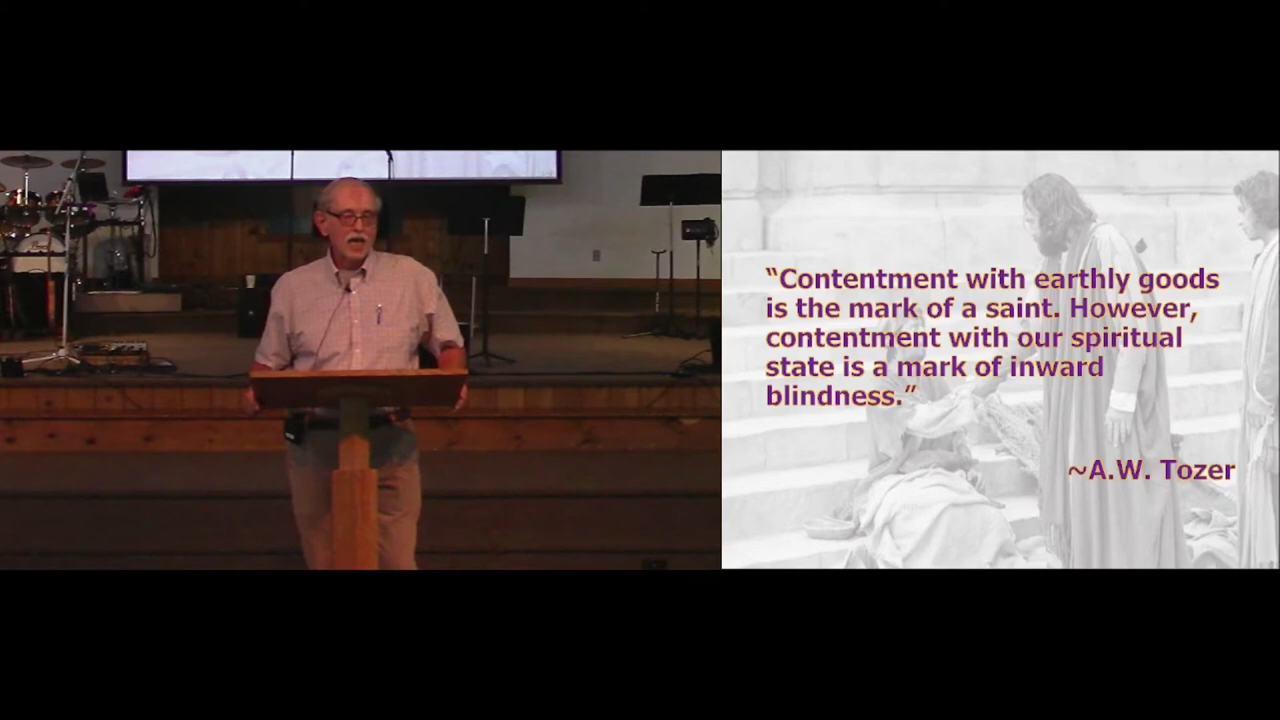 “Contentment with earthly goods
is the mark of a saint. However,
contentment with our spiritual
state is a mark of inward
blindness.”
~A.W. Tozer